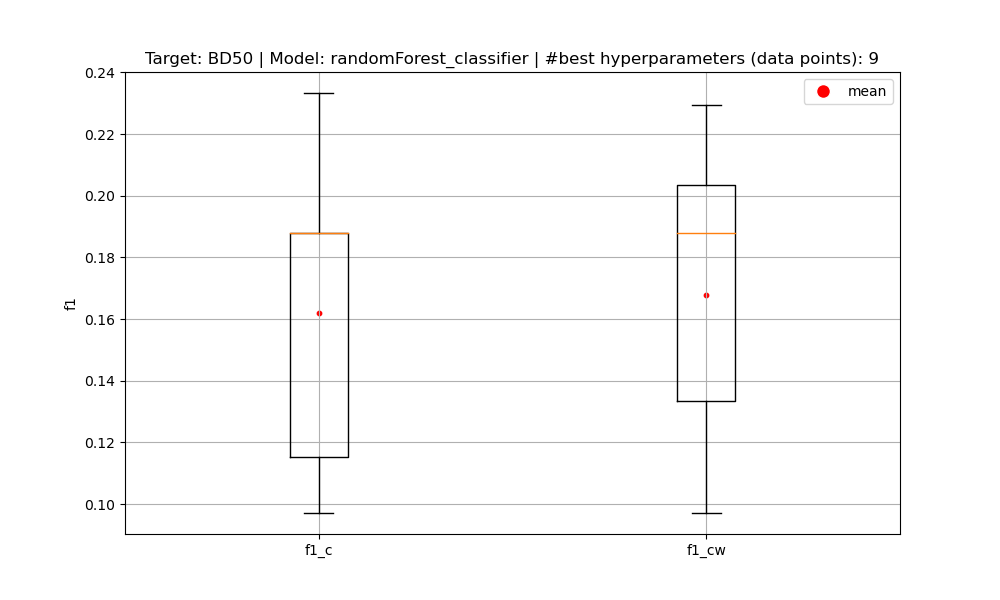 Target: BD50 | Model: randomForest_classifier | #best hyperparameters (data points): 9
mean
0.24
0.22
0.20
0.18
0.16
0.14
0.12
0.10
f1
f1_c
f1_cw